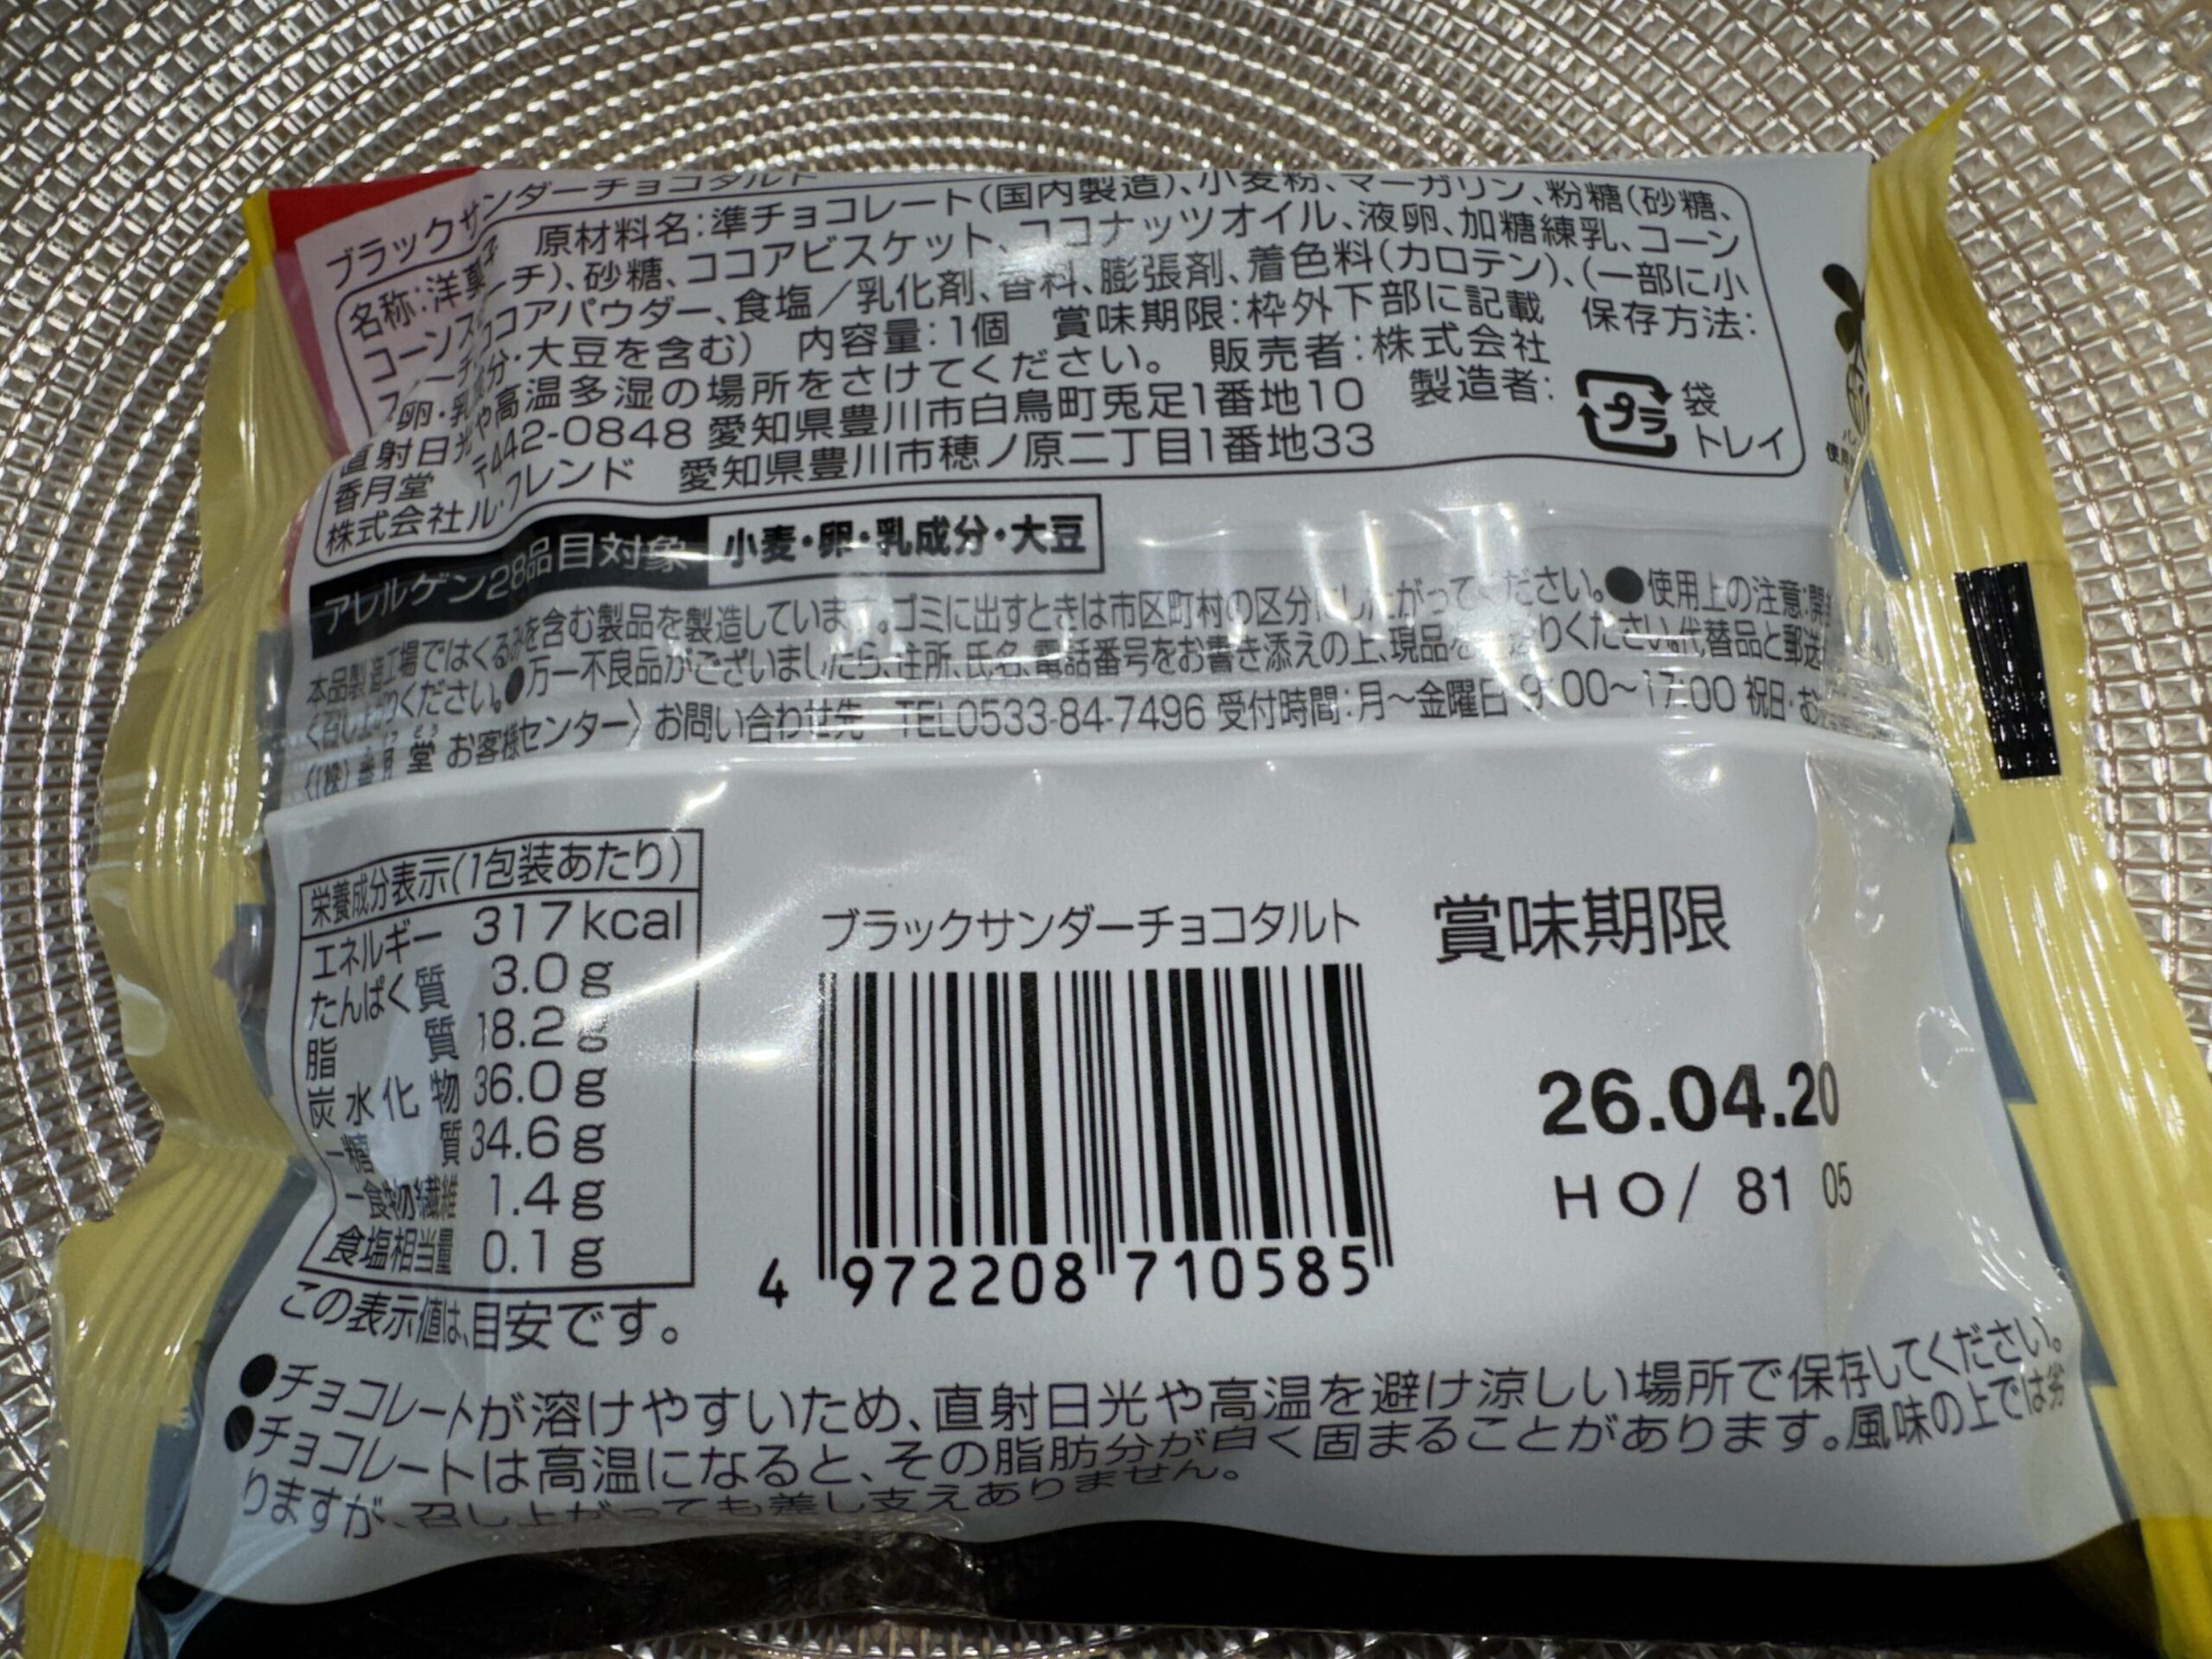 ブラックサンダーチョコタルト
名称:洋菓子 原材料名:準チョコレート(国内製造)、小麦粉、マーガリン、粉糖(砂糖、
コーンスターチ)、砂糖、ココアビスケット、ココナッツオイル、液卵、加糖練乳、コーン
スターチ、ココアパウダー、食塩/乳化剤、香料、膨張剤、着色料(カロテン)、(一部に小
・卵・乳成分・大豆を含む) 内容量:1個 賞味期限:枠外下部に記載 保存方法:
直射日光や高温多湿の場所をさけてください。 販売者:株式会社
香月堂 〒442-0848 愛知県豊川市白鳥町兎足1番地10 製造者:
株式会社ル・フレンド 愛知県豊川市穂ノ原二丁目1番地33
プラ 袋
トレイ
アレルゲン28品目対象 小麦・卵・乳成分・大豆
本品製造工場ではくるみを含む製品を製造しています。ゴミに出すときは市区町村の区分にしたがってください。●使用上の注意:開封
く召し上がりください。●万一不良品がございましたら、住所、氏名、電話番号をお書き添えの上、現品をお送りください。代替品と郵送
〈(株)香月堂 お客様センター〉お問い合わせ先 TEL0533-84-7496 受付時間:月〜金曜日 9:00〜17:00 祝日・お
栄養成分表示(1包装あたり)
エネルギー 317kcal
たんぱく質 3.0g
脂質 18.2g
炭水化物 36.0g
-糖質 34.6g
-食物繊維 1.4g
食塩相当量 0.1g
この表示値は、目安です。
ブラックサンダーチョコタルト
4 972208 710585
賞味期限
26.04.20
HO/ 81 05
●チョコレートが溶けやすいため、直射日光や高温を避け涼しい場所で保存してください。
●チョコレートは高温になると、その脂肪分が白く固まることがあります。風味の上では劣
りますが、召し上がっても差し支えありません。